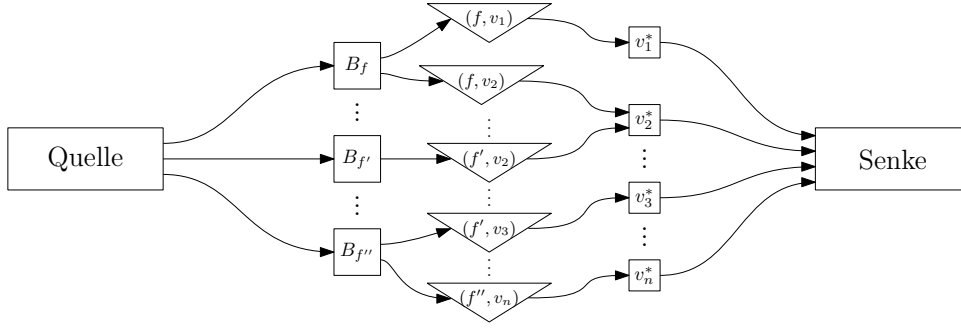 (f, v₁)
v₁*
B_f
(f, v₂)
⋮
v₂*
Quelle
B_f′
(f′, v₂)
Senke
⋮
⋮
⋮
v₃*
(f′, v₃)
⋮
B_f″
⋮
(f″, vₙ)
vₙ*